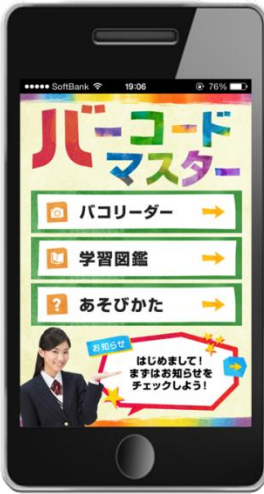 SoftBank 19:06 76%
バーコード
マスター
バコリーダー
学習図鑑
? あそびかた
お知らせ
はじめまして!
まずはお知らせを
チェックしよう!